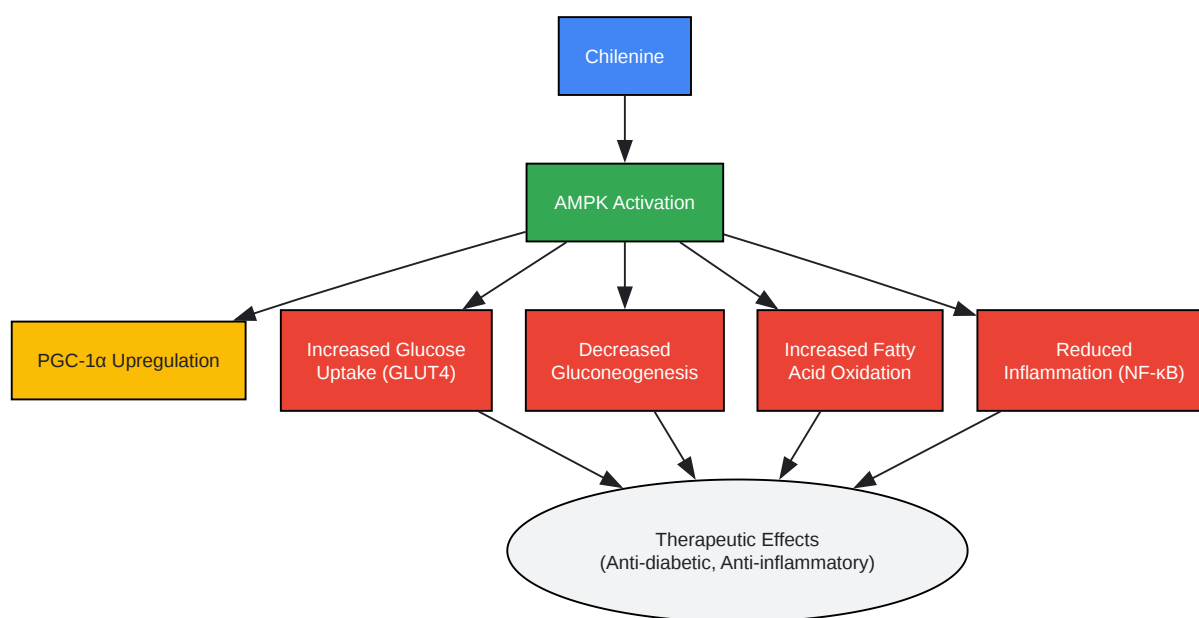 Chilenine
AMPK Activation
PGC-1α Upregulation
Increased Glucose
Uptake (GLUT4)
Decreased
Gluconeogenesis
Increased Fatty
Acid Oxidation
Reduced
Inflammation (NF-κB)
Therapeutic Effects
(Anti-diabetic, Anti-inflammatory)